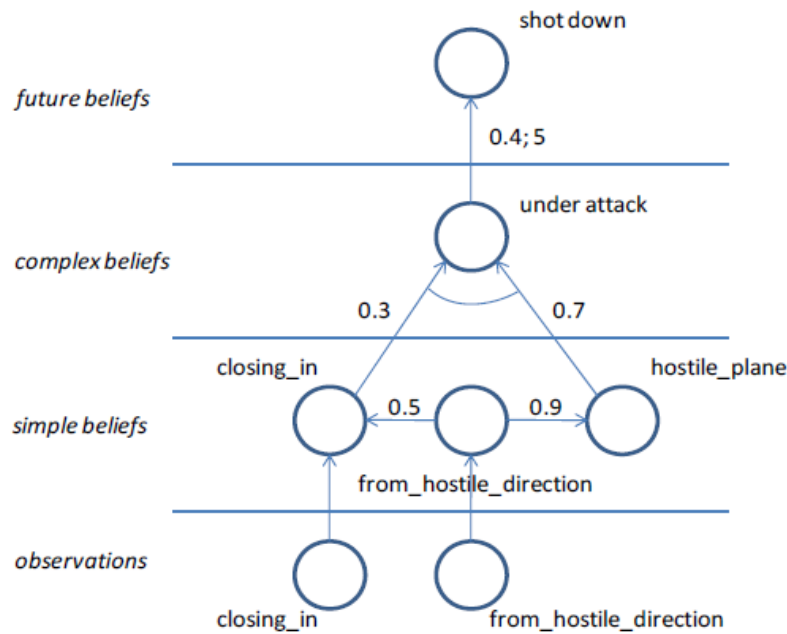 shot down
future beliefs
0.4; 5
under attack
complex beliefs
0.3
0.7
closing_in
hostile_plane
0.5
0.9
simple beliefs
from_hostile_direction
observations
closing_in
from_hostile_direction